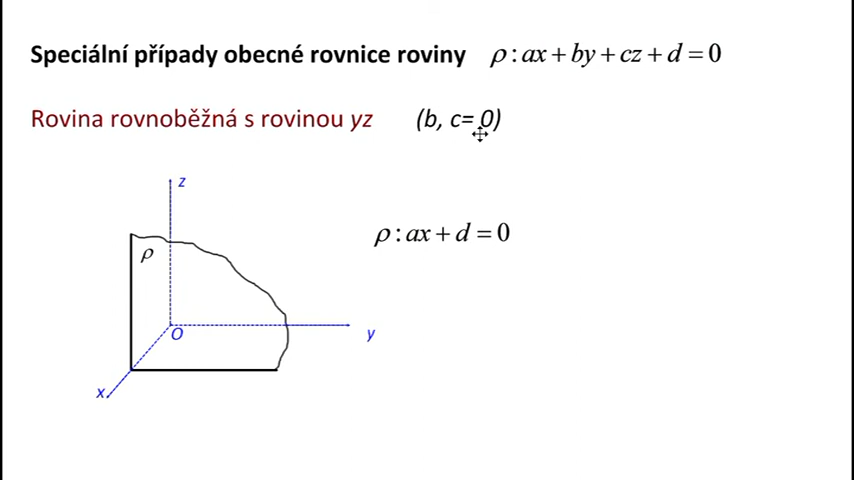 Speciální případy obecné rovnice roviny ρ : ax + by + cz + d = 0
Rovina rovnoběžná s rovinou yz (b, c= 0)
z
ρ : ax + d = 0
ρ
O
y
x